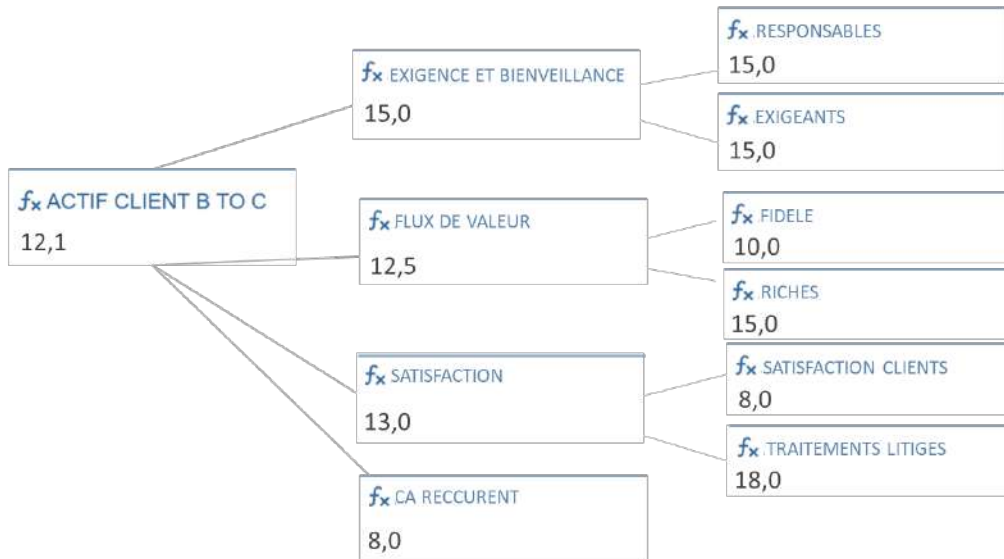 fx .RESPONSABLES
15,0
fx EXIGENCE ET BIENVEILLANCE
15,0
fx .EXIGEANTS
15,0
fx ACTIF CLIENT B TO C
12,1
fx FLUX DE VALEUR
12,5
fx .FIDELE
10,0
fx .RICHES
15,0
fx SATISFACTION
13,0
fx SATISFACTION CLIENTS
8,0
fx .TRAITEMENTS LITIGES
18,0
fx CA RECCURENT
8,0